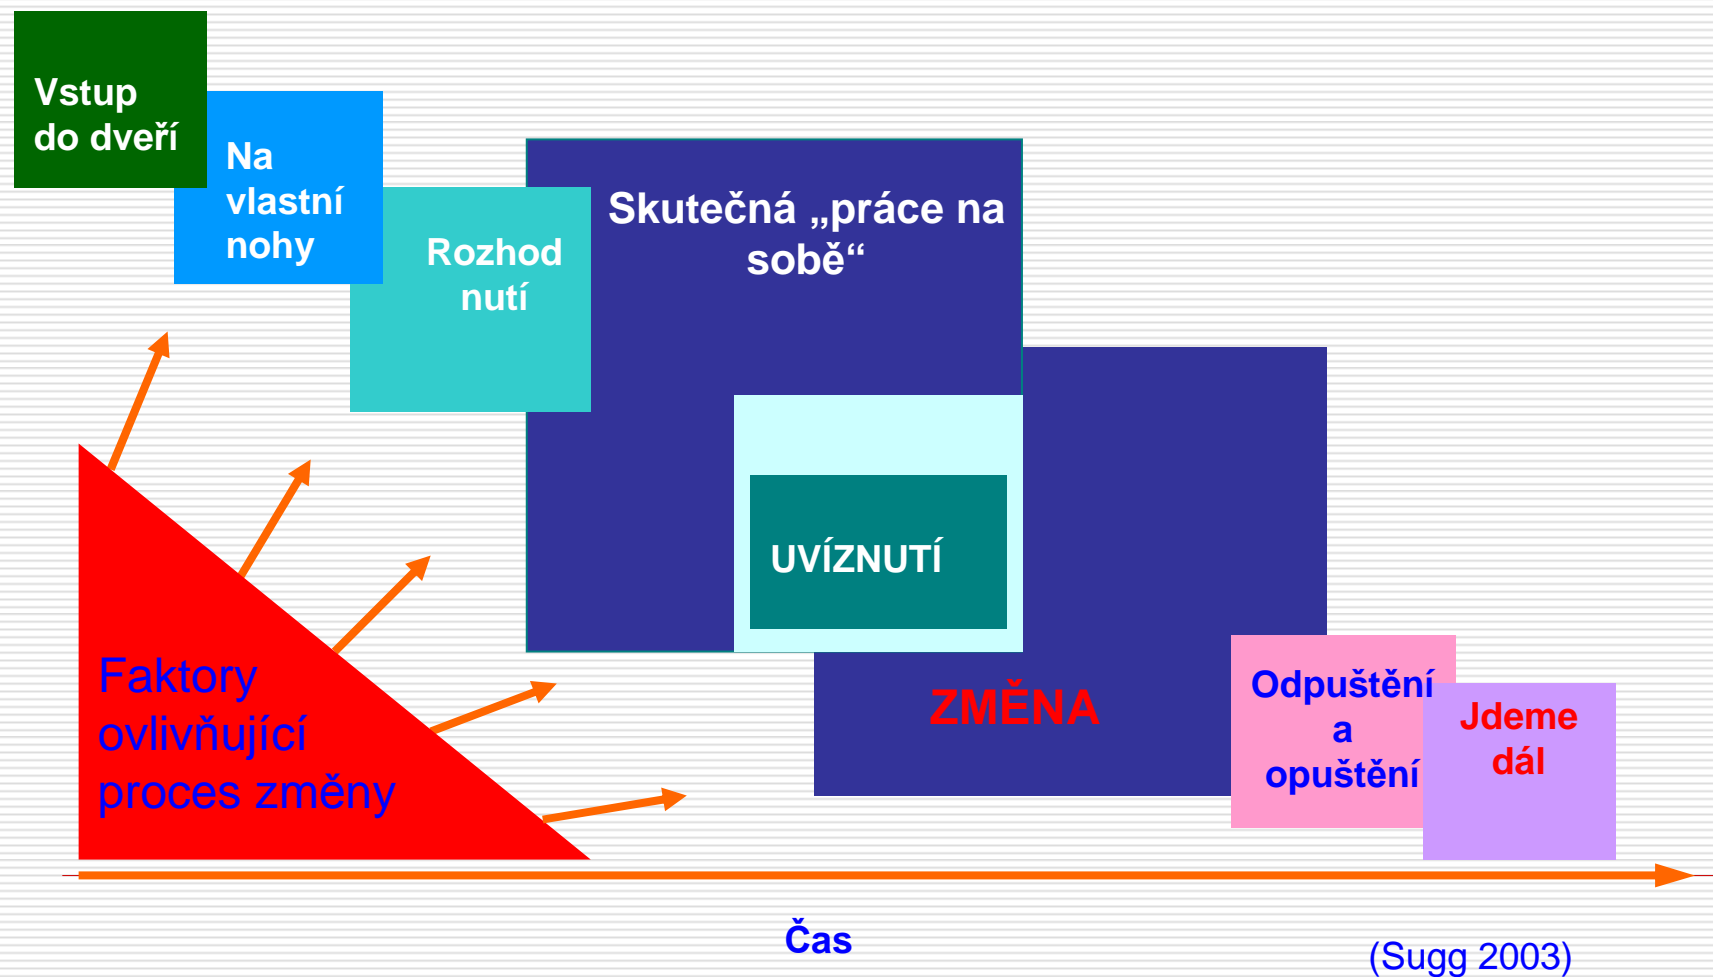 Vstup
do dveří
Na
vlastní
nohy
Rozhod
nutí
Skutečná „práce na
sobě“
UVÍZNUTÍ
ZMĚNA
Odpuštění
a
opuštění
Jdeme
dál
Faktory
ovlivňující
proces změny
Čas
(Sugg 2003)